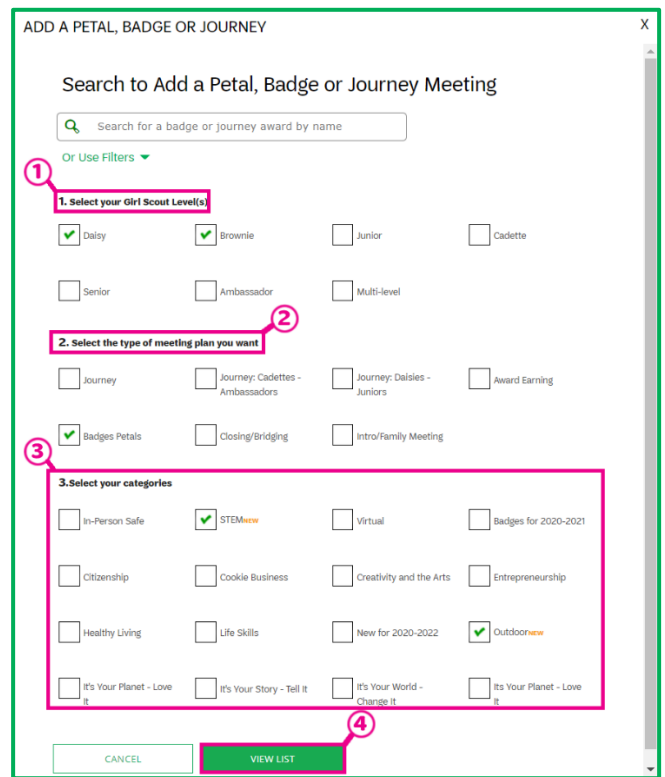 ADD A PETAL, BADGE OR JOURNEY X
Search to Add a Petal, Badge or Journey Meeting
Search for a badge or journey award by name
Or Use Filters
1
1. Select your Girl Scout Level(s)
Daisy Brownie Junior Cadette
Senior Ambassador Multi-level
2
2. Select the type of meeting plan you want
Journey Journey: Cadettes - Journey: Daisies - Award Earning
Ambassadors Juniors
Badges Petals Closing/Bridging Intro/Family Meeting
3
3.Select your categories
In-Person Safe STEMNEW Virtual Badges for 2020-2021
Citizenship Cookie Business Creativity and the Arts Entrepreneurship
Healthy Living Life Skills New for 2020-2022 OutdoorNEW
It's Your Planet - Love It's Your Story - Tell It It's Your World - Its Your Planet - Love
It Change It It
4
CANCEL VIEW LIST